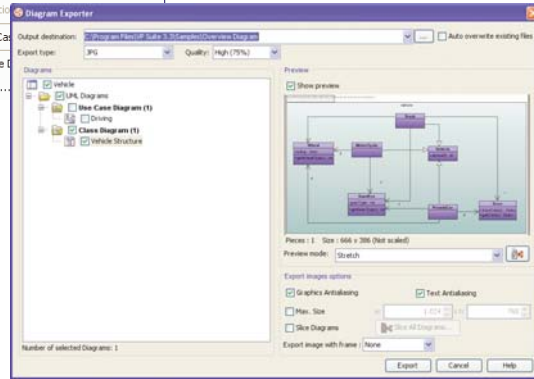 Diagram Exporter
Output destination: C:\Program Files\VP Suite 3.3\Samples\Overview Diagram ... Auto overwrite existing files
Export type: JPG Quality: High (75%)
Diagrams
Vehicle
UML Diagrams
Use Case Diagram (1)
Driving
Class Diagram (1)
Vehicle Structure
Number of selected Diagrams: 1
Preview
Show preview
Pieces : 1 Size : 666 x 386 (Not scaled)
Preview mode: Stretch
Export images options
Graphics Antialiasing Text Antialiasing
Max. Size
Slice Diagrams Slice All Diagrams...
Export image with frame : None
Export Cancel Help